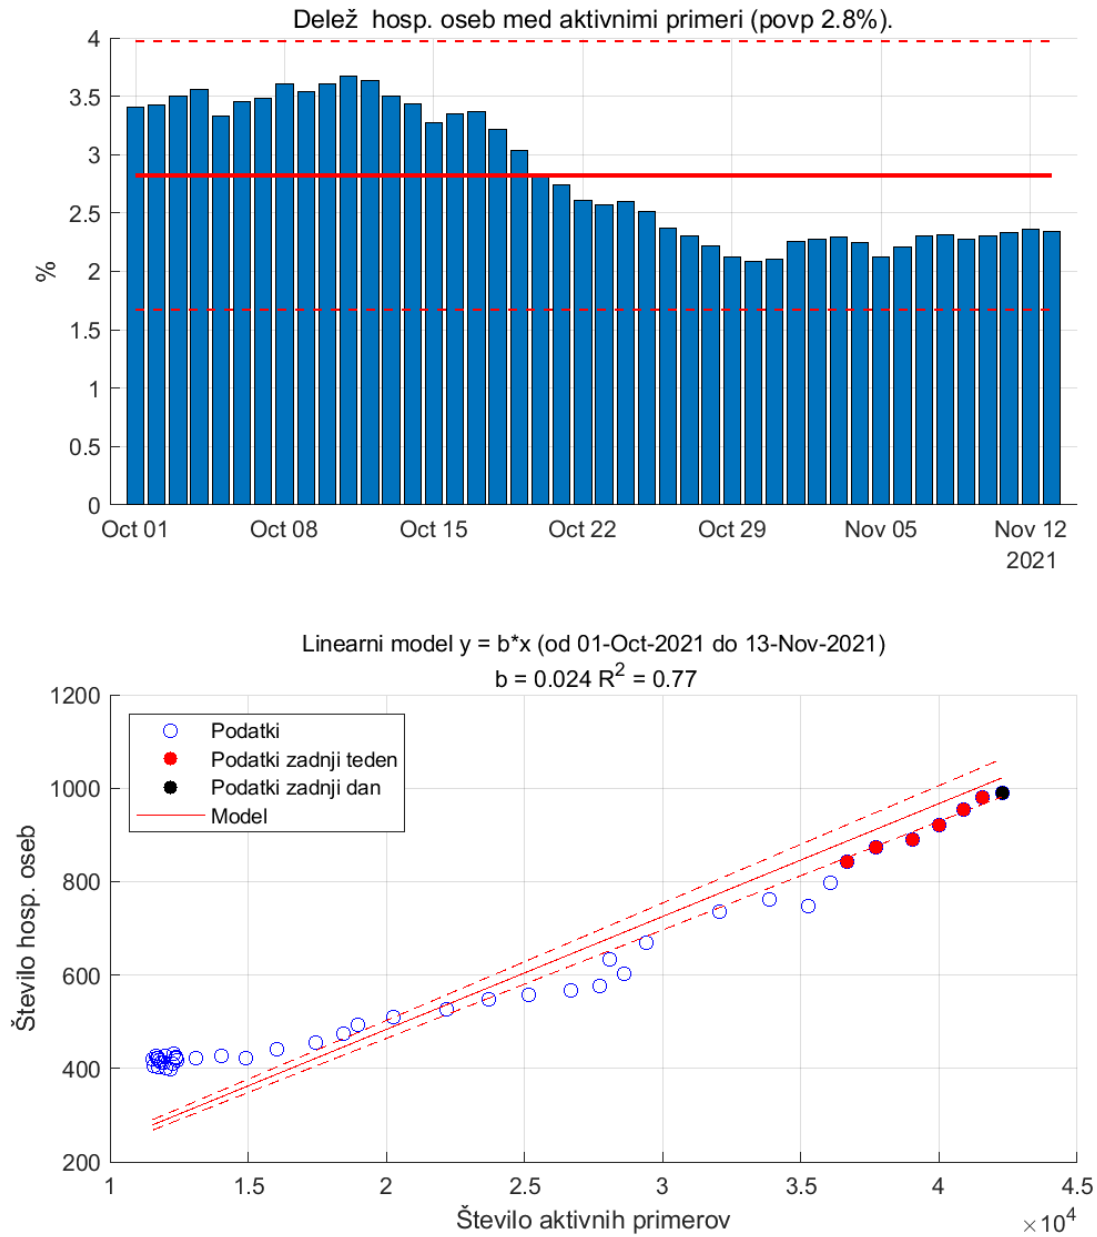 Delež  hosp. oseb med aktivnimi primeri (povp 2.8%).
4
3.5
3
2.5
2
1.5
1
0.5
0
%
Oct 01 Oct 08 Oct 15 Oct 22 Oct 29 Nov 05 Nov 12
2021
Linearni model y = b*x (od 01-Oct-2021 do 13-Nov-2021)
b = 0.024 R² = 0.77
1200
1000
800
600
400
200
Število hosp. oseb
Podatki
Podatki zadnji teden
Podatki zadnji dan
Model
1 1.5 2 2.5 3 3.5 4 4.5
Število aktivnih primerov
×10⁴